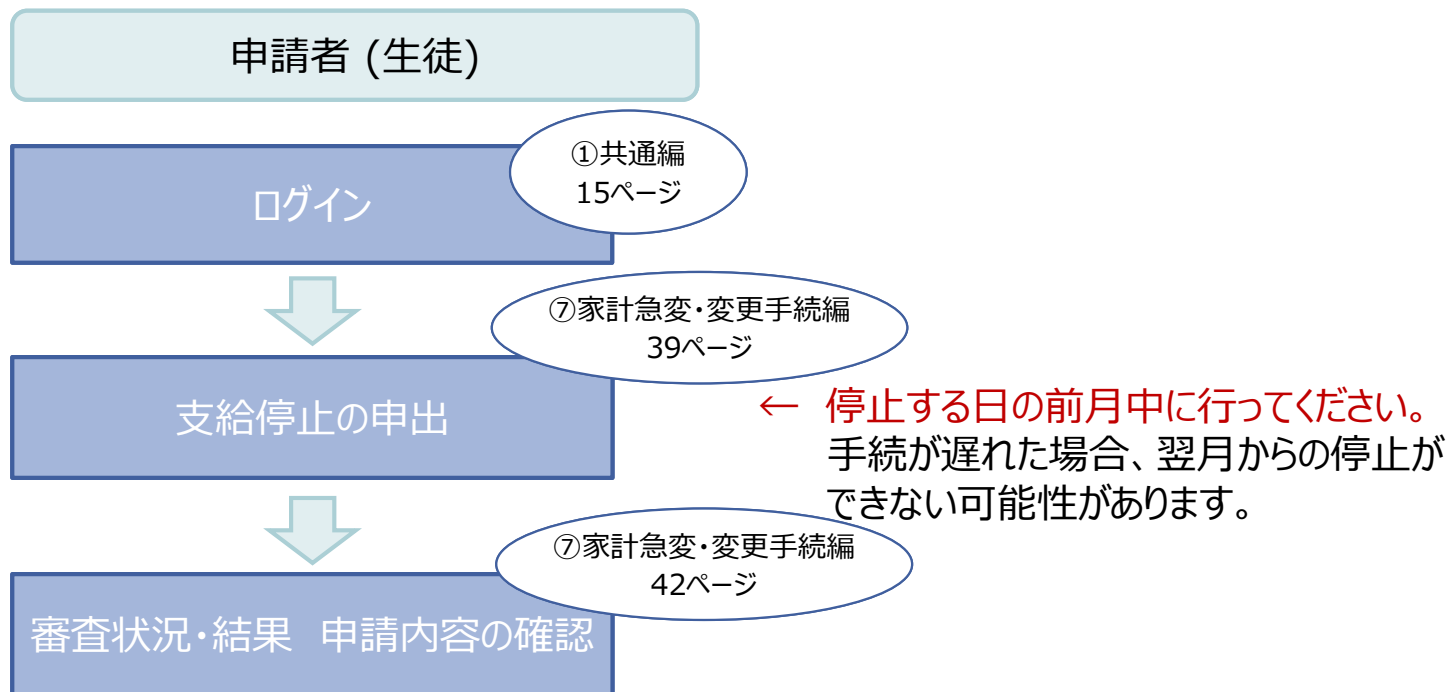 申請者 (生徒)
①共通編
15ページ
ログイン
⑦家計急変・変更手続編
39ページ
支給停止の申出
← 停止する日の前月中に行ってください。
手続が遅れた場合、翌月からの停止が
できない可能性があります。
⑦家計急変・変更手続編
42ページ
審査状況・結果　申請内容の確認